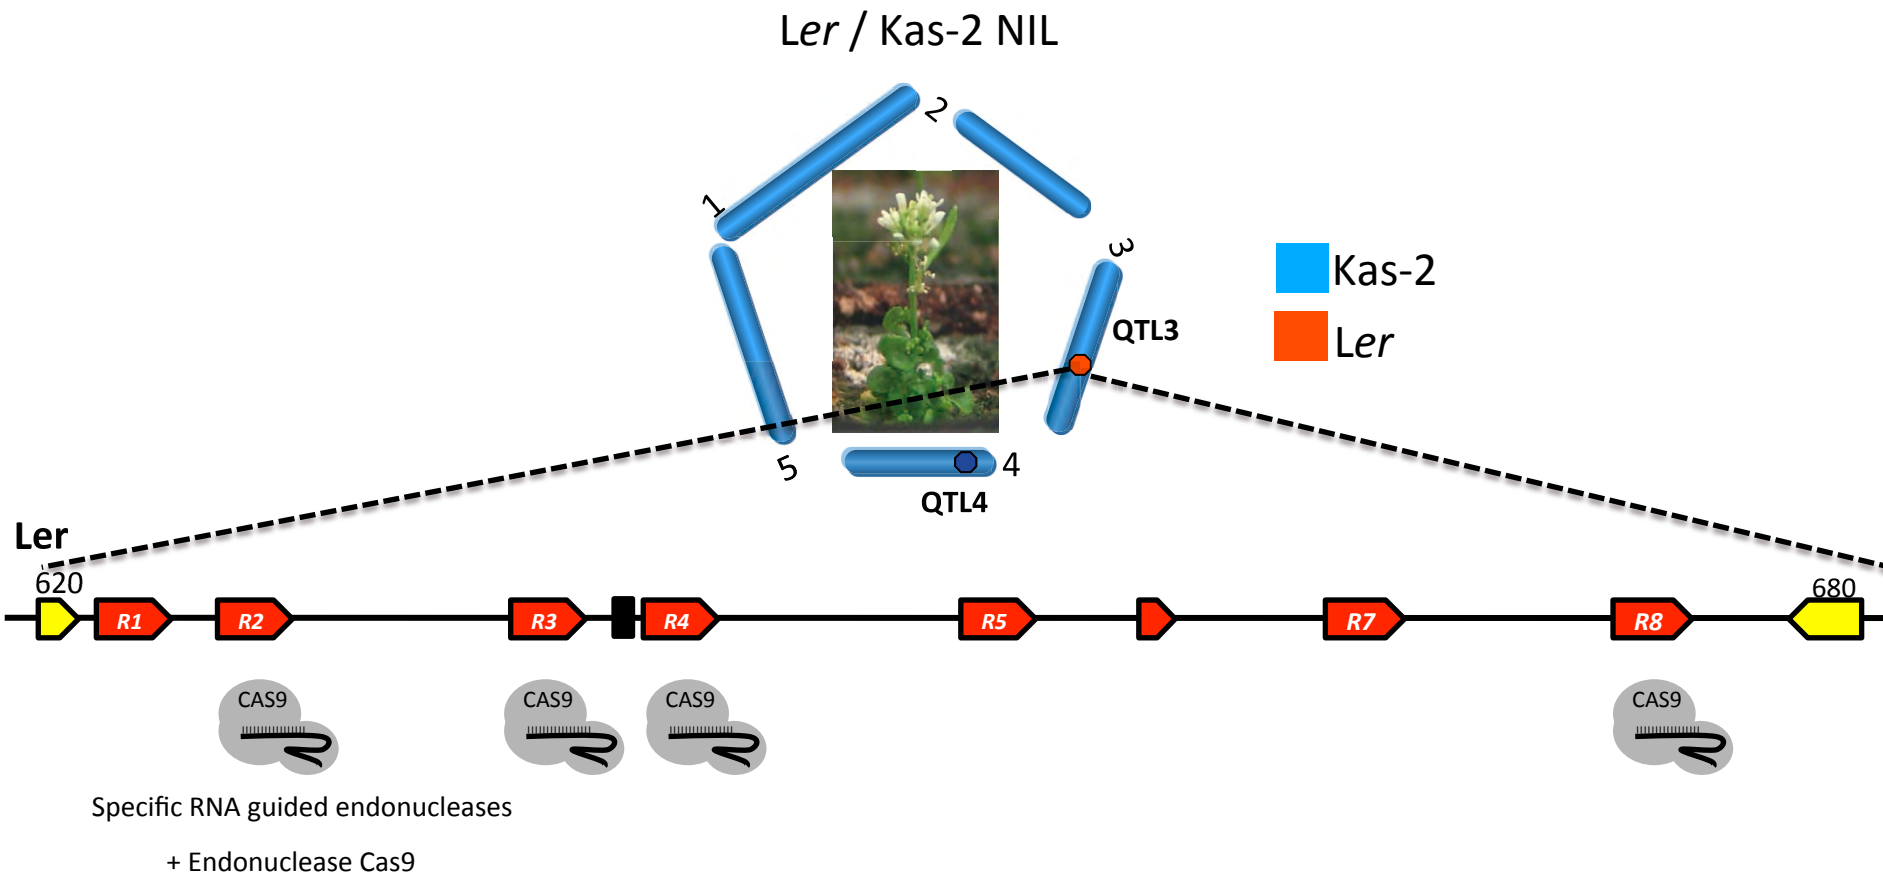 Ler / Kas-2 NIL
2
1
3
Kas-2
QTL3
Ler
5
4
QTL4
Ler
620
680
R1
R2
R3
R4
R5
R7
R8
CAS9
CAS9
CAS9
CAS9
Specific RNA guided endonucleases
+ Endonuclease Cas9